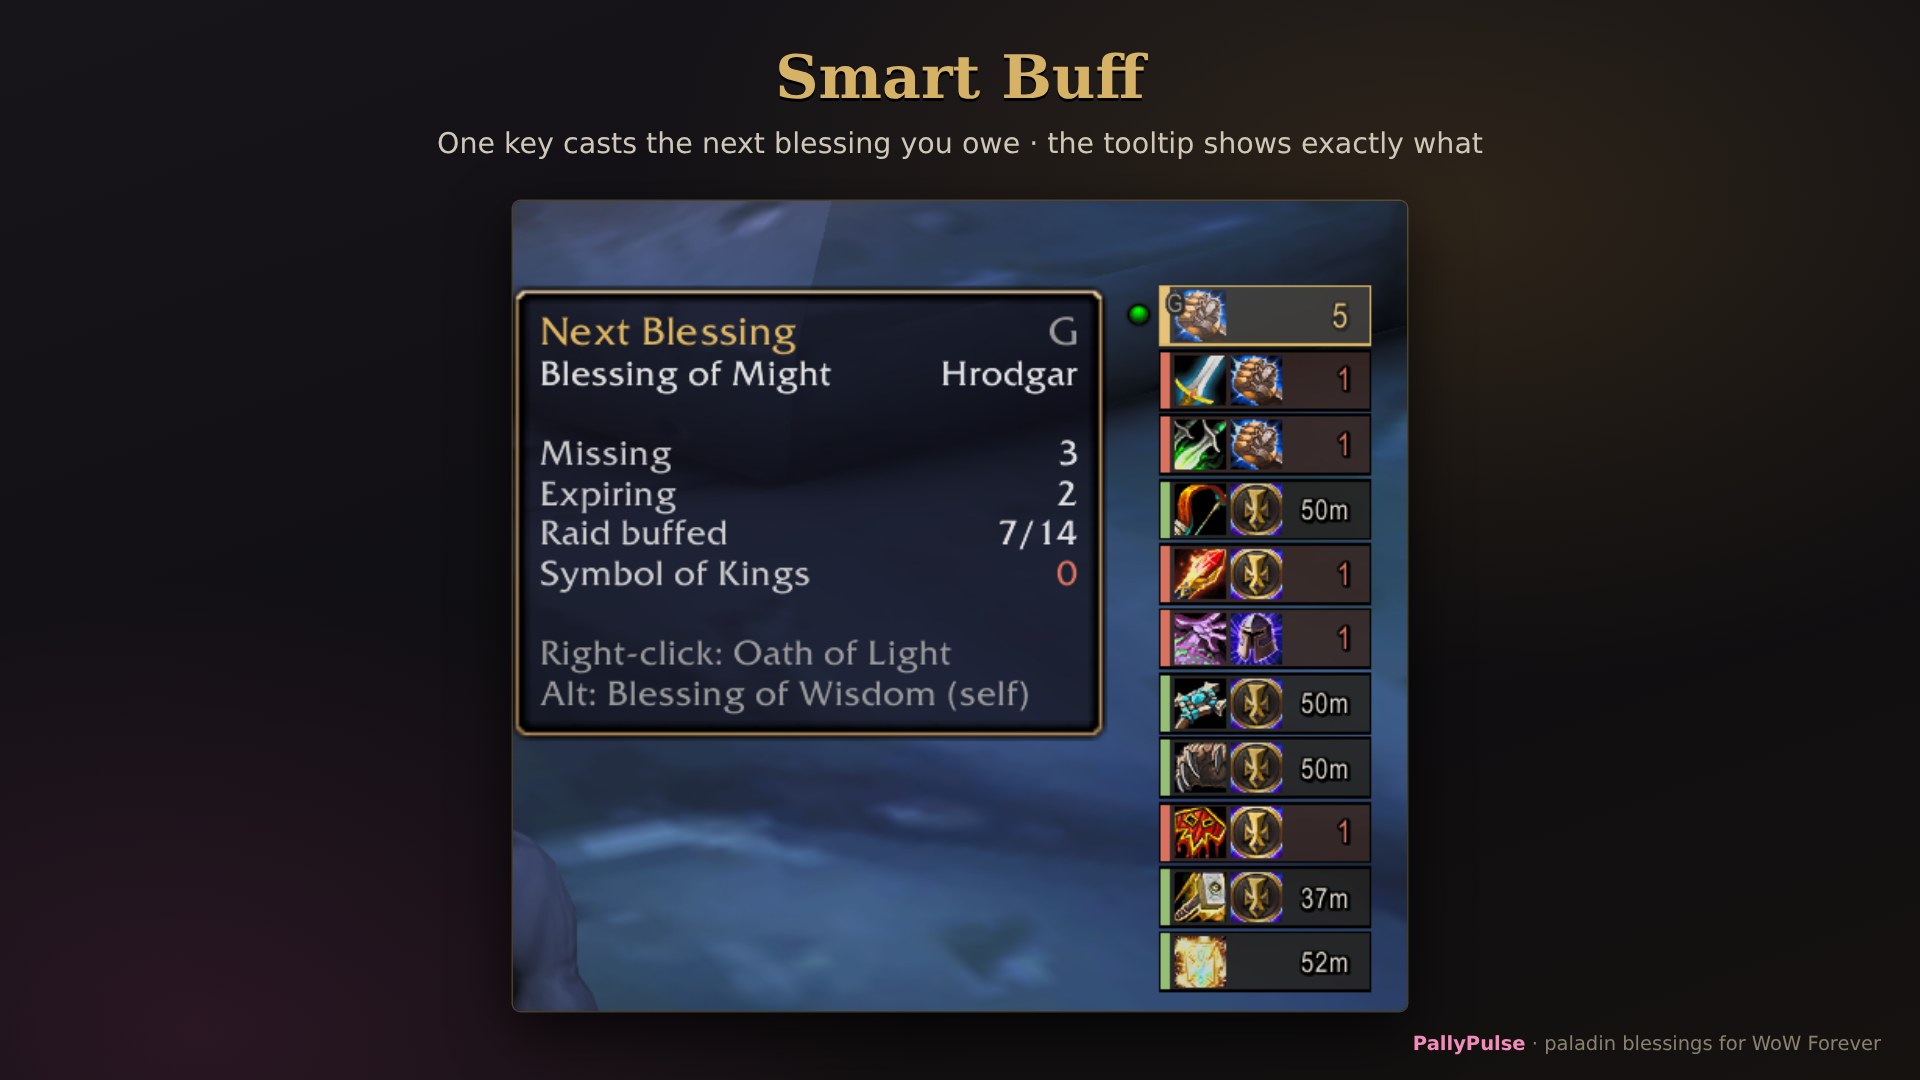 Smart Buff
One key casts the next blessing you owe · the tooltip shows exactly what
Next Blessing G
Blessing of Might Hrodgar
Missing 3
Expiring 2
Raid buffed 7/14
Symbol of Kings 0
Right-click: Oath of Light
Alt: Blessing of Wisdom (self)
G 5
1
1
50m
1
1
50m
50m
1
37m
52m
PallyPulse · paladin blessings for WoW Forever